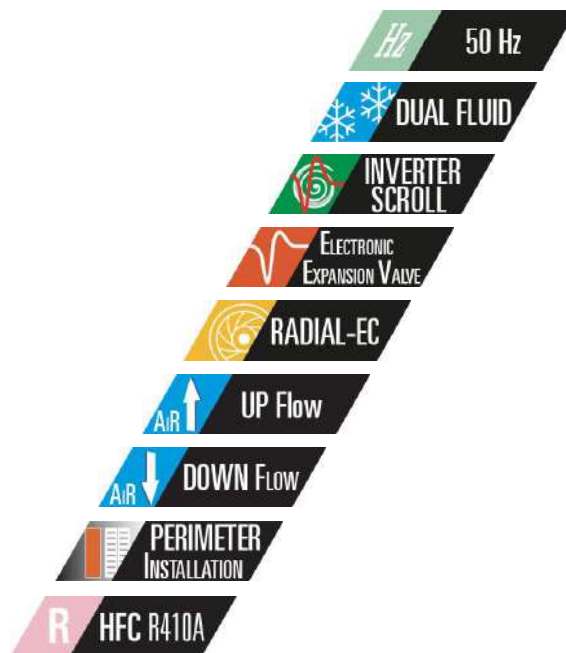 Hz 50 Hz
DUAL FLUID
INVERTER
SCROLL
ELECTRONIC
EXPANSION VALVE
RADIAL-EC
AIR UP Flow
AIR DOWN FLOW
PERIMETER
INSTALLATION
R HFC R410A